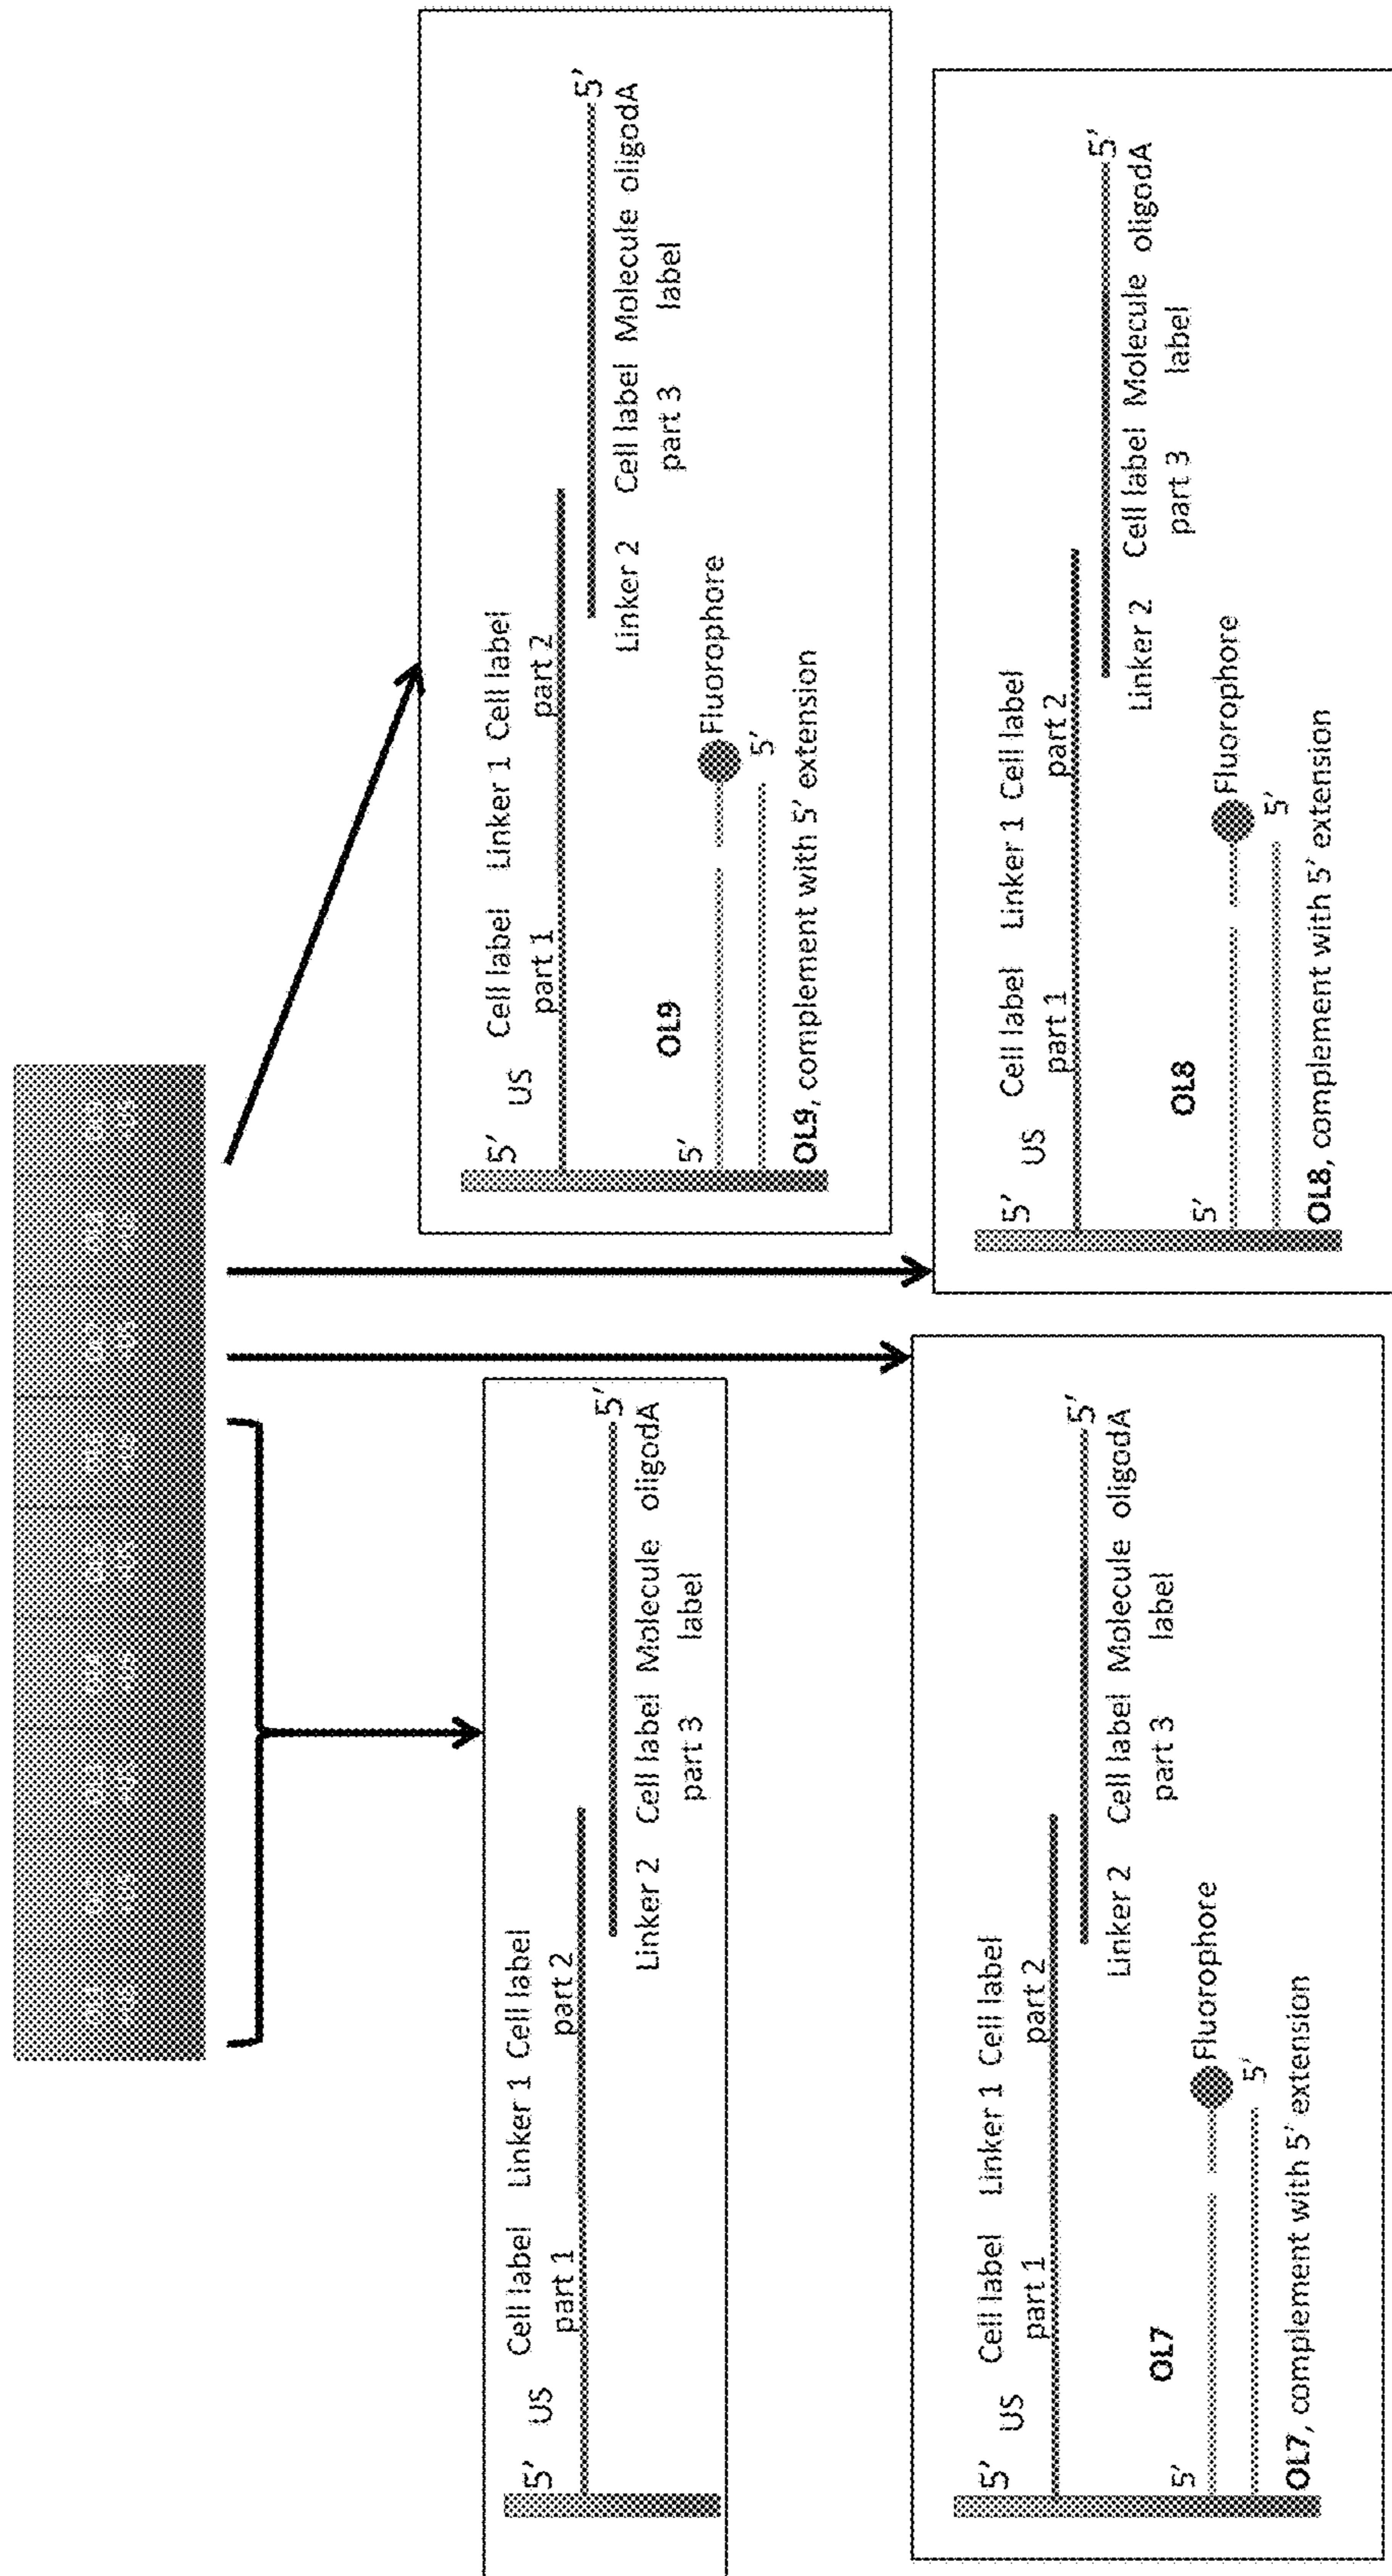 5' US Cell label Linker 1 Cell label
part 1 part 2
5'
Linker 2 Cell label Molecule oligodA
part 3 label
5' US Cell label Linker 1 Cell label
part 1 part 2
5'
Linker 2 Cell label Molecule oligodA
part 3 label
OL9
5' Fluorophore
5'
OL9, complement with 5' extension
5' US Cell label Linker 1 Cell label
part 1 part 2
5'
Linker 2 Cell label Molecule oligodA
part 3 label
OL7
5' Fluorophore
5'
OL7, complement with 5' extension
5' US Cell label Linker 1 Cell label
part 1 part 2
5'
Linker 2 Cell label Molecule oligodA
part 3 label
OL8
5' Fluorophore
5'
OL8, complement with 5' extension